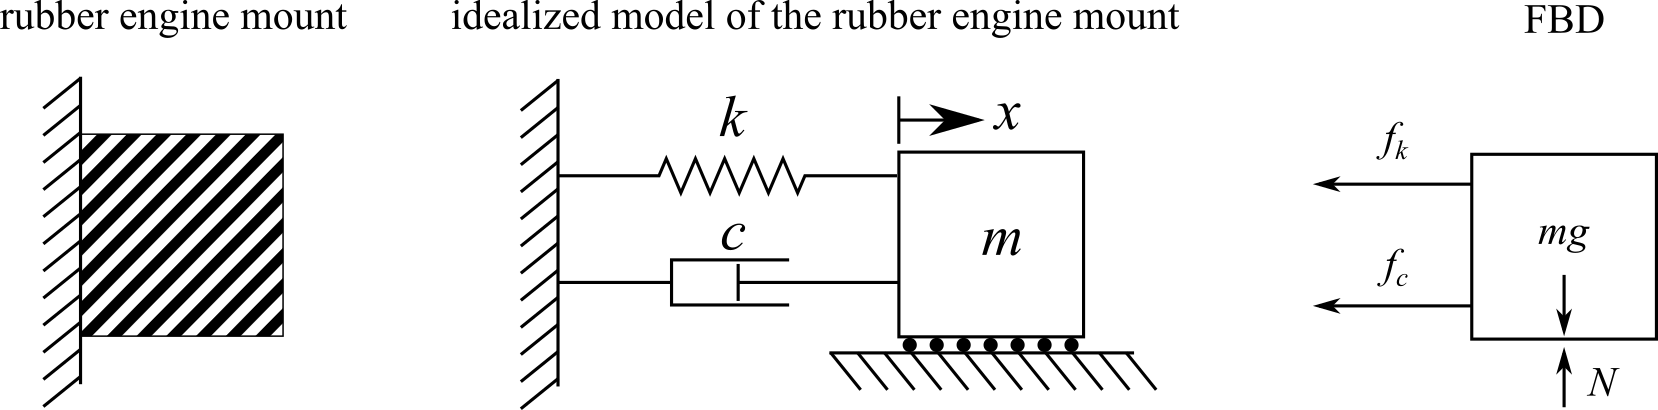 rubber engine mount
idealized model of the rubber engine mount
FBD
k
x
c
m
f_k
f_c
mg
N